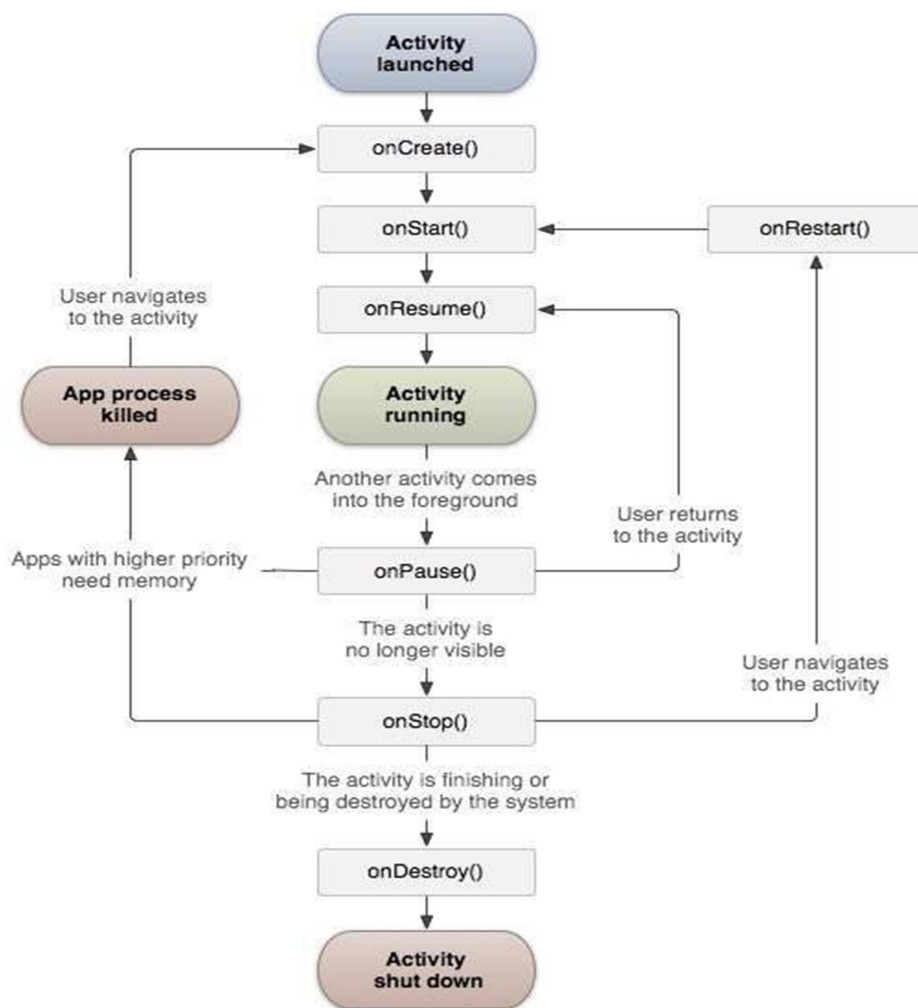 Activity
launched
onCreate()
onStart()
onRestart()
User navigates
to the activity
onResume()
App process
killed
Activity
running
Another activity comes
into the foreground
User returns
to the activity
Apps with higher priority
need memory
onPause()
The activity is
no longer visible
User navigates
to the activity
onStop()
The activity is finishing or
being destroyed by the system
onDestroy()
Activity
shut down